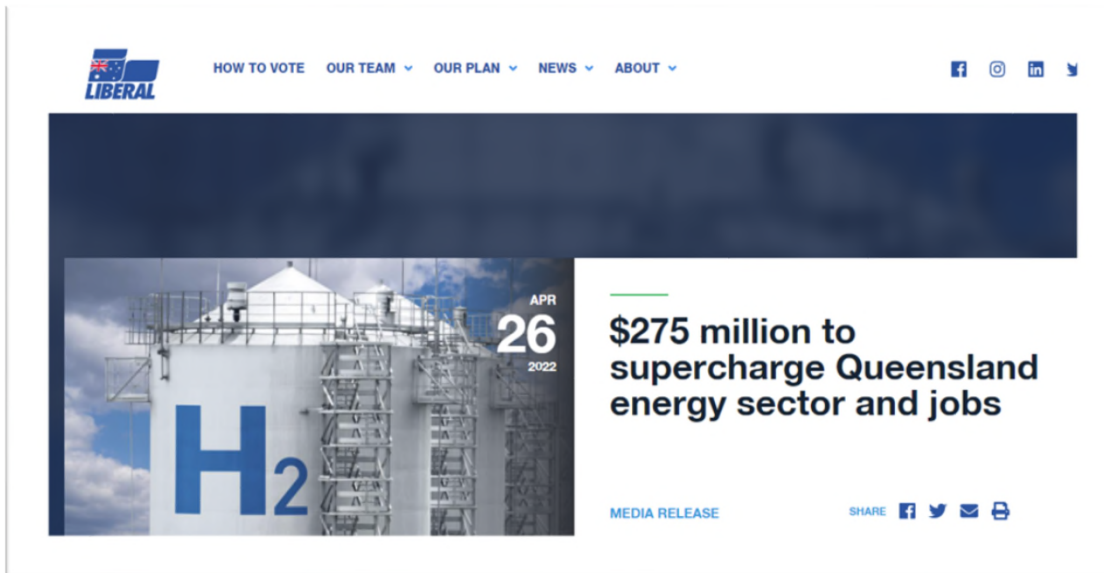 LIBERAL
HOW TO VOTE OUR TEAM OUR PLAN NEWS ABOUT
APR
26
2022
H2
$275 million to
supercharge Queensland
energy sector and jobs
MEDIA RELEASE
SHARE